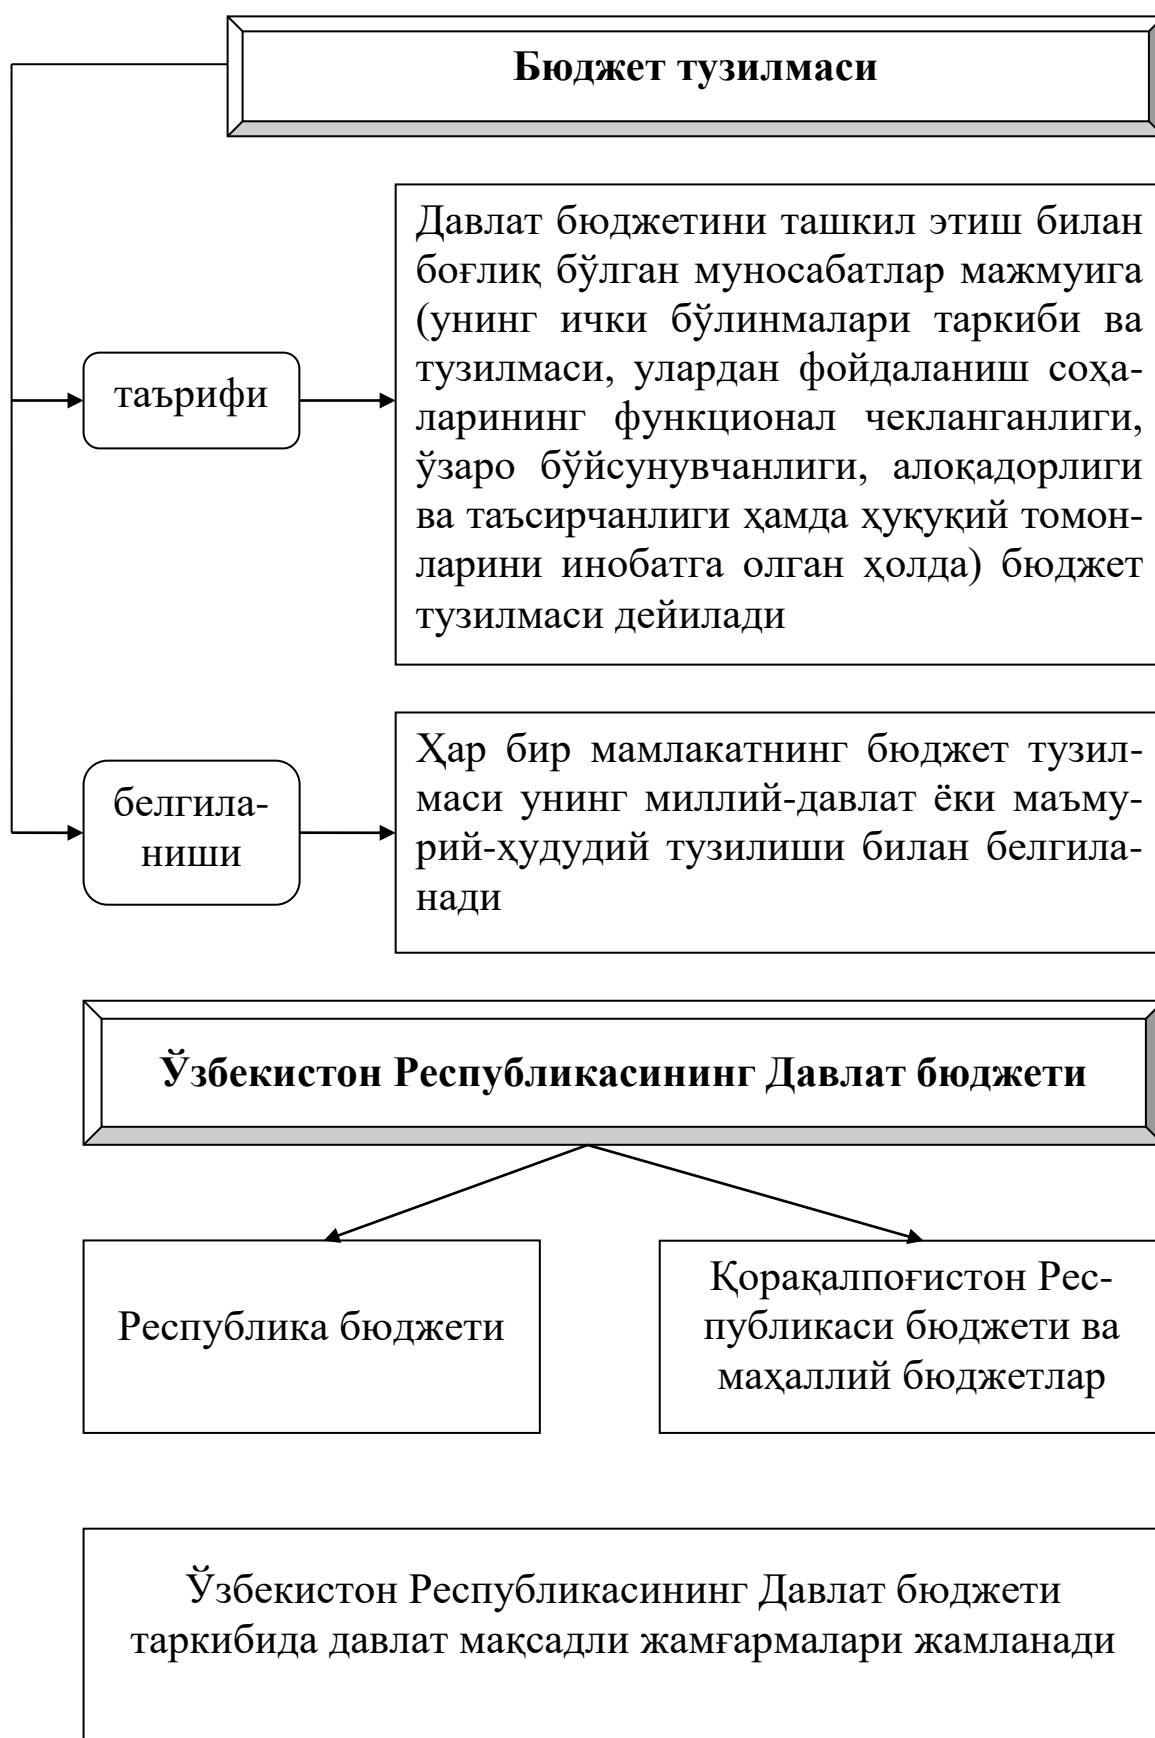 Бюджет тузилмаси
Давлат бюджетини ташкил этиш билан
боғлиқ бўлган муносабатлар мажмуига
(унинг ички бўлинмалари таркиби ва
тузилмаси, улардан фойдаланиш соҳа-
ларининг функционал чекланганлиги,
ўзаро бўйсунувчанлиги, алоқадорлиги
ва таъсирчанлиги ҳамда ҳуқуқий томон-
ларини инобатга олган ҳолда) бюджет
тузилмаси дейилади
таърифи
Ҳар бир мамлакатнинг бюджет тузил-
маси унинг миллий-давлат ёки маъму-
рий-ҳудудий тузилиши билан белгила-
нади
белгила-
ниши
Ўзбекистон Республикасининг Давлат бюджети
Республика бюджети
Қорақалпоғистон Рес-
публикаси бюджети ва
маҳаллий бюджетлар
Ўзбекистон Республикасининг Давлат бюджети
таркибида давлат мақсадли жамғармалари жамланади